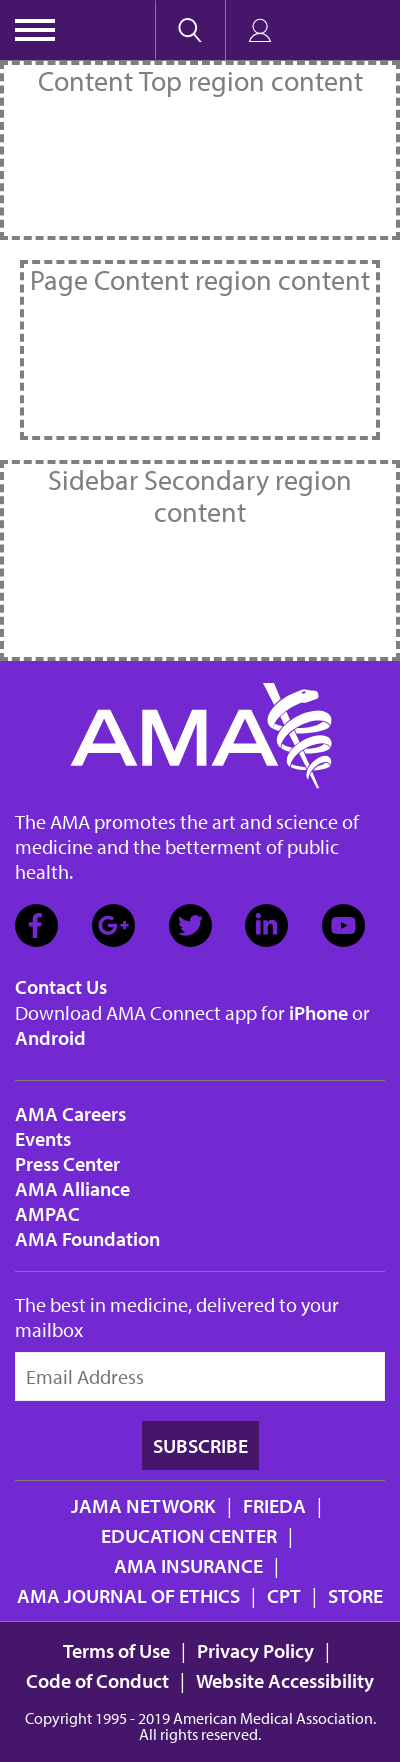 Content Top region content
Page Content region content
Sidebar Secondary region
content
AMA
The AMA promotes the art and science of
medicine and the betterment of public
health.
Contact Us
Download AMA Connect app for iPhone or
Android
AMA Careers
Events
Press Center
AMA Alliance
AMPAC
AMA Foundation
The best in medicine, delivered to your
mailbox
Email Address
SUBSCRIBE
JAMA NETWORK | FRIEDA |
EDUCATION CENTER |
AMA INSURANCE |
AMA JOURNAL OF ETHICS | CPT | STORE
Terms of Use | Privacy Policy |
Code of Conduct | Website Accessibility
Copyright 1995 - 2019 American Medical Association.
All rights reserved.